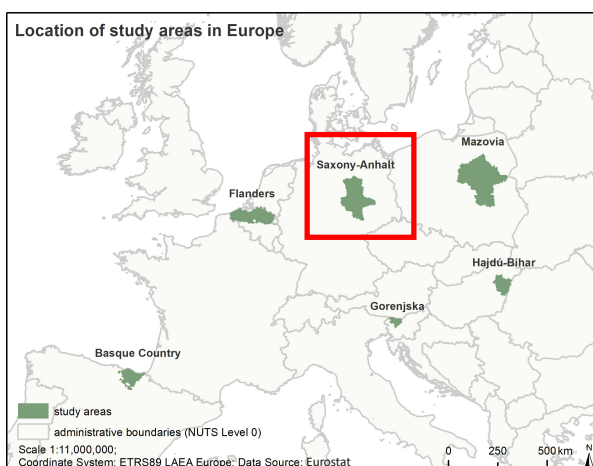 Location of study areas in Europe
Mazovia
Saxony-Anhalt
Flanders
Hajdú-Bihar
Gorenjska
Basque Country
study areas
administrative boundaries (NUTS Level 0)
Scale 1:11,000,000;
Coordinate System: ETRS89 LAEA Europe; Data Source: Eurostat
0 250 500 km
N